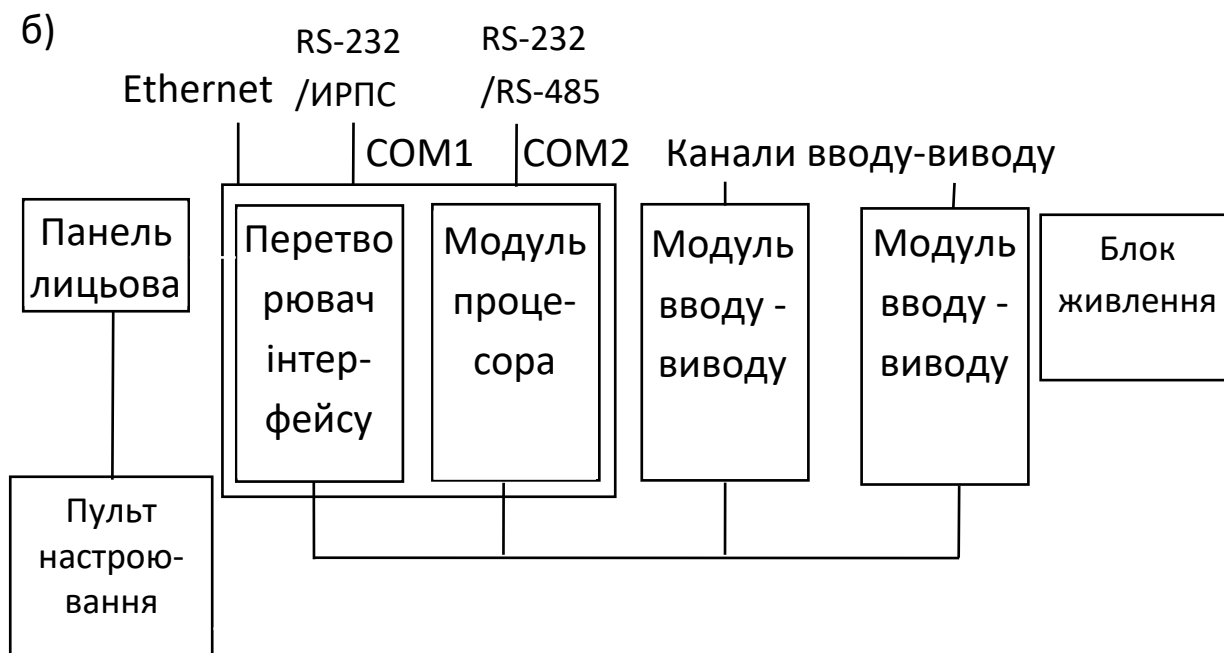 б)
RS-232
/ИРПС
RS-232
/RS-485
Ethernet
COM1
COM2
Канали вводу-виводу
Панель
лицьова
Перетво
рювач
інтер-
фейсу
Модуль
проце-
сора
Модуль
вводу -
виводу
Модуль
вводу -
виводу
Блок
живлення
Пульт
настрою-
вання